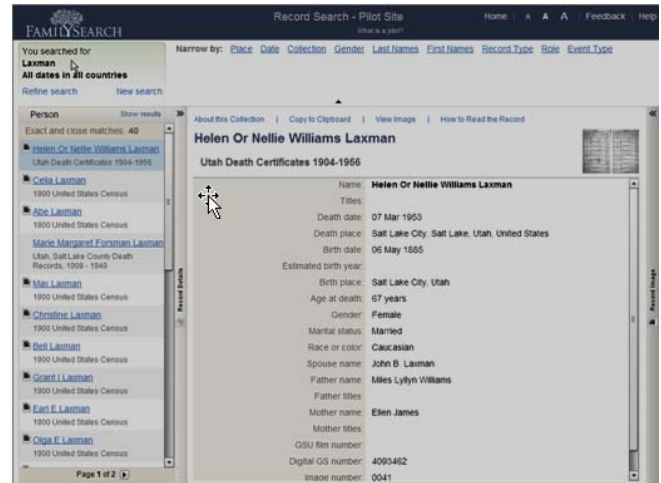 FAMILYSEARCH
Record Search - Pilot Site
What is a pilot?
Home | A A A | Feedback | Help
You searched for
Laxman
All dates in all countries
Refine search New search
Narrow by: Place Date Collection Gender Last Names First Names Record Type Role Event Type
Person Show results
Exact and close matches 40
Helen Or Nellie Williams Laxman
Utah Death Certificates 1904-1956
Celia Laxman
1900 United States Census
Abe Laxman
1900 United States Census
Marie Margaret Forsman Laxman
Utah, Salt Lake County Death
Records, 1908 - 1949
Max Laxman
1900 United States Census
Christine Laxman
1900 United States Census
Bell Laxman
1900 United States Census
Grant I Laxman
1900 United States Census
Earl E Laxman
1900 United States Census
Olga E Laxman
1900 United States Census
Page 1 of 2
Record Details
About this Collection | Copy to Clipboard | View Image | How to Read the Record
Helen Or Nellie Williams Laxman
Utah Death Certificates 1904-1956
Name: Helen Or Nellie Williams Laxman
Titles:
Death date: 07 Mar 1953
Death place: Salt Lake City, Salt Lake, Utah, United States
Birth date: 06 May 1885
Estimated birth year:
Birth place: Salt Lake City, Utah
Age at death: 67 years
Gender: Female
Marital status: Married
Race or color: Caucasian
Spouse name: John B. Laxman
Father name: Miles Lyllyn Williams
Father titles:
Mother name: Ellen James
Mother titles:
GSU film number:
Digital GS number: 4093462
Image number: 0041
Record Image